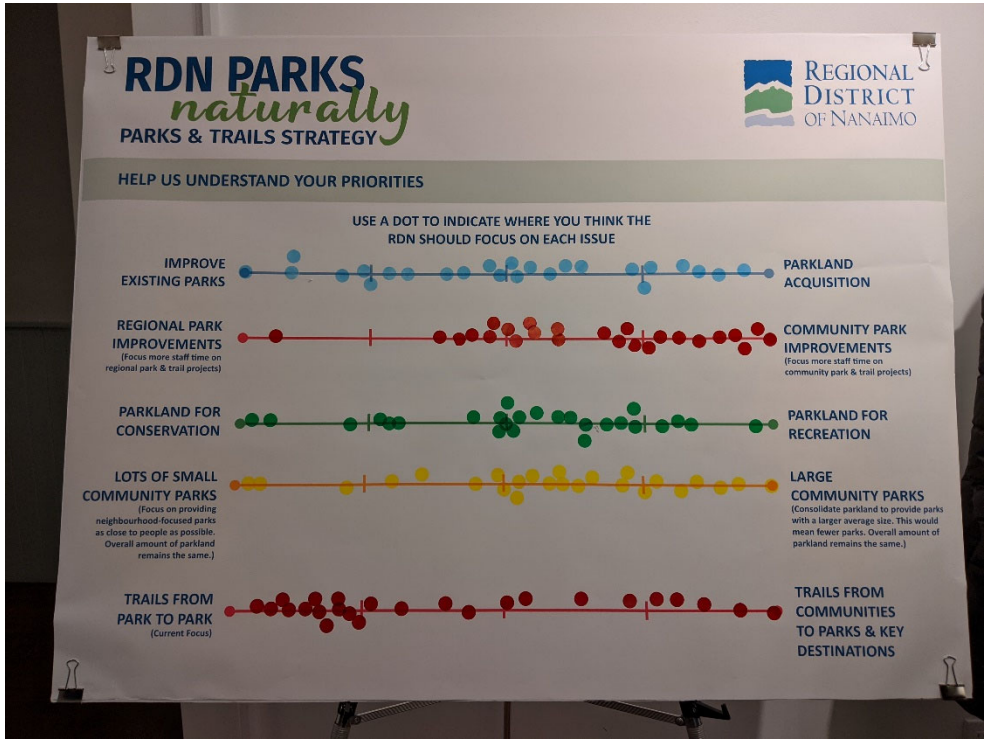 RDN PARKS
naturally
PARKS & TRAILS STRATEGY
REGIONAL
DISTRICT
OF NANAIMO
HELP US UNDERSTAND YOUR PRIORITIES
USE A DOT TO INDICATE WHERE YOU THINK THE
RDN SHOULD FOCUS ON EACH ISSUE
IMPROVE
EXISTING PARKS
PARKLAND
ACQUISITION
REGIONAL PARK
IMPROVEMENTS
(Focus more staff time on
regional park & trail projects)
COMMUNITY PARK
IMPROVEMENTS
(Focus more staff time on
community park & trail projects)
PARKLAND FOR
CONSERVATION
PARKLAND FOR
RECREATION
LOTS OF SMALL
COMMUNITY PARKS
(Focus on providing
neighbourhood-focused parks
as close to people as possible.
Overall amount of parkland
remains the same.)
LARGE
COMMUNITY PARKS
(Consolidate parkland to provide parks
with a larger average size. This would
mean fewer parks. Overall amount of
parkland remains the same.)
TRAILS FROM
PARK TO PARK
(Current Focus)
TRAILS FROM
COMMUNITIES
TO PARKS & KEY
DESTINATIONS